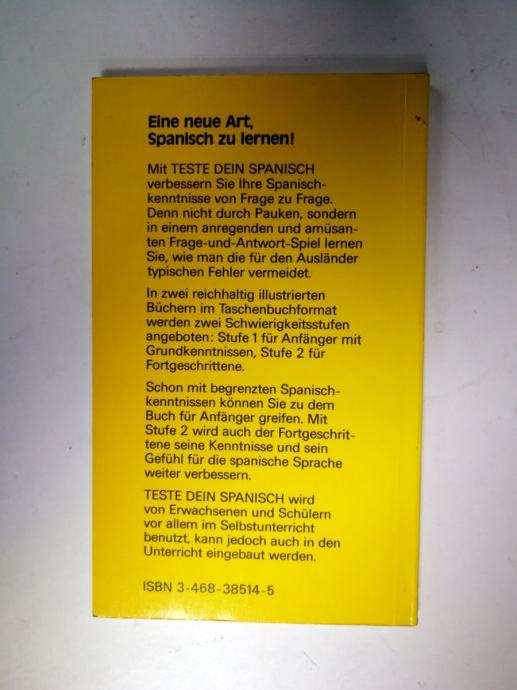 Eine neue Art,
Spanisch zu lernen!
Mit TESTE DEIN SPANISCH
verbessern Sie Ihre Spanisch-
kenntnisse von Frage zu Frage.
Denn nicht durch Pauken, sondern
in einem anregenden und amüsan-
ten Frage-und-Antwort-Spiel lernen
Sie, wie man die für den Ausländer
typischen Fehler vermeidet.
In zwei reichhaltig illustrierten
Büchern im Taschenbuchformat
werden zwei Schwierigkeitsstufen
angeboten: Stufe 1 für Anfänger mit
Grundkenntnissen, Stufe 2 für
Fortgeschrittene.
Schon mit begrenzten Spanisch-
kenntnissen können Sie zu dem
Buch für Anfänger greifen. Mit
Stufe 2 wird auch der Fortgeschrit-
tene seine Kenntnisse und sein
Gefühl für die spanische Sprache
weiter verbessern.
TESTE DEIN SPANISCH wird
von Erwachsenen und Schülern
vor allem im Selbstunterricht
benutzt, kann jedoch auch in den
Unterricht eingebaut werden.
ISBN 3-468-38514-5